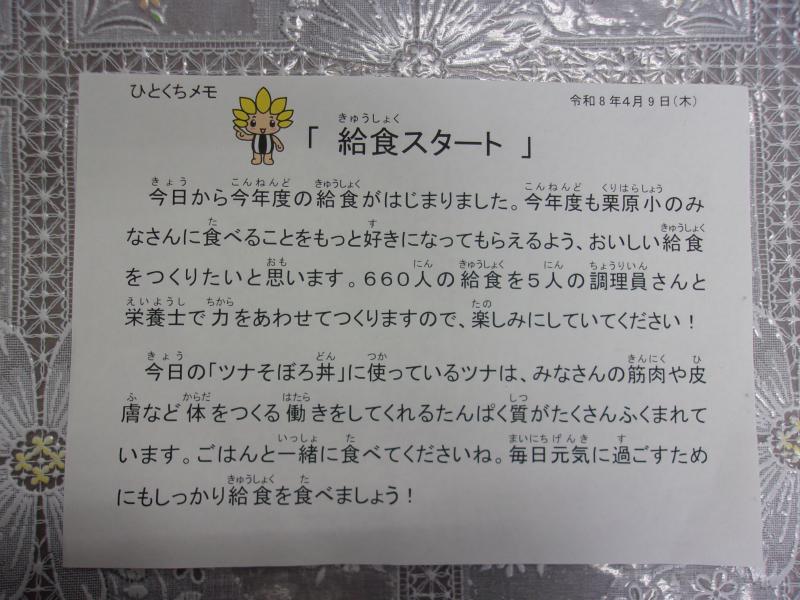 ひとくちメモ
令和8年4月9日(木)
「 給食スタート 」
今日から今年度の給食がはじまりました。今年度も栗原小のみ
なさんに食べることをもっと好きになってもらえるよう、おいしい給食
をつくりたいと思います。660人の給食を5人の調理員さんと
栄養士で力をあわせてつくりますので、楽しみにしていてください！
今日の「ツナそぼろ丼」に使っているツナは、みなさんの筋肉や皮
膚など体をつくる働きをしてくれるたんぱく質がたくさんふくまれて
います。ごはんと一緒に食べてくださいね。毎日元気に過ごすため
にもしっかり給食を食べましょう！